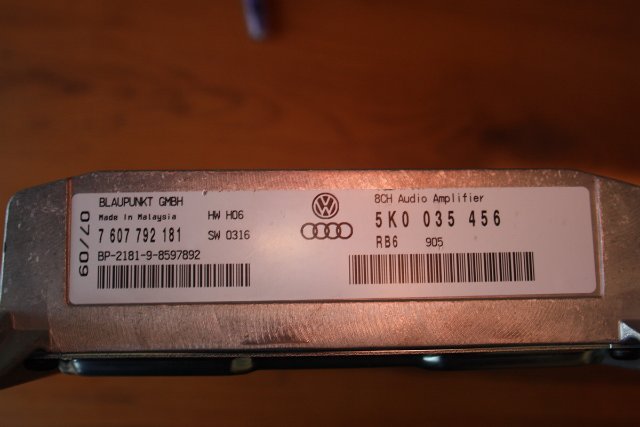 07/09
BLAUPUNKT GMBH
Made In Malaysia
7 607 792 181
BP-2181-9-8597892
HW H06
SW 0316
8CH Audio Amplifier
5K0 035 456
RB6 905